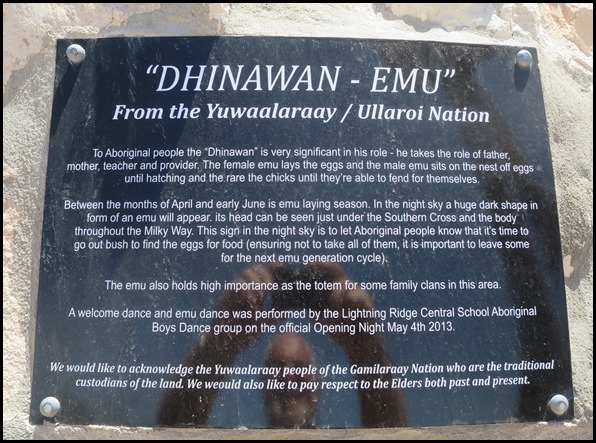 “DHINAWAN - EMU”
From the Yuwaalaraay / Ullaroi Nation
To Aboriginal people the “Dhinawan” is very significant in his role - he takes the role of father,
mother, teacher and provider. The female emu lays the eggs and the male emu sits on the nest off eggs
until hatching and the rare the chicks until they're able to fend for themselves.
Between the months of April and early June is emu laying season. In the night sky a huge dark shape in
form of an emu will appear. its head can be seen just under the Southern Cross and the body
throughout the Milky Way. This sign in the night sky is to let Aboriginal people know that it's time to
go out bush to find the eggs for food (ensuring not to take all of them, it is important to leave some
for the next emu generation cycle).
The emu also holds high importance as the totem for some family clans in this area.
A welcome dance and emu dance was performed by the Lightning Ridge Central School Aboriginal
Boys Dance group on the official Opening Night May 4th 2013.
We would like to acknowledge the Yuwaalaraay people of the Gamilaraay Nation who are the traditional
custodians of the land. We weould also like to pay respect to the Elders both past and present.